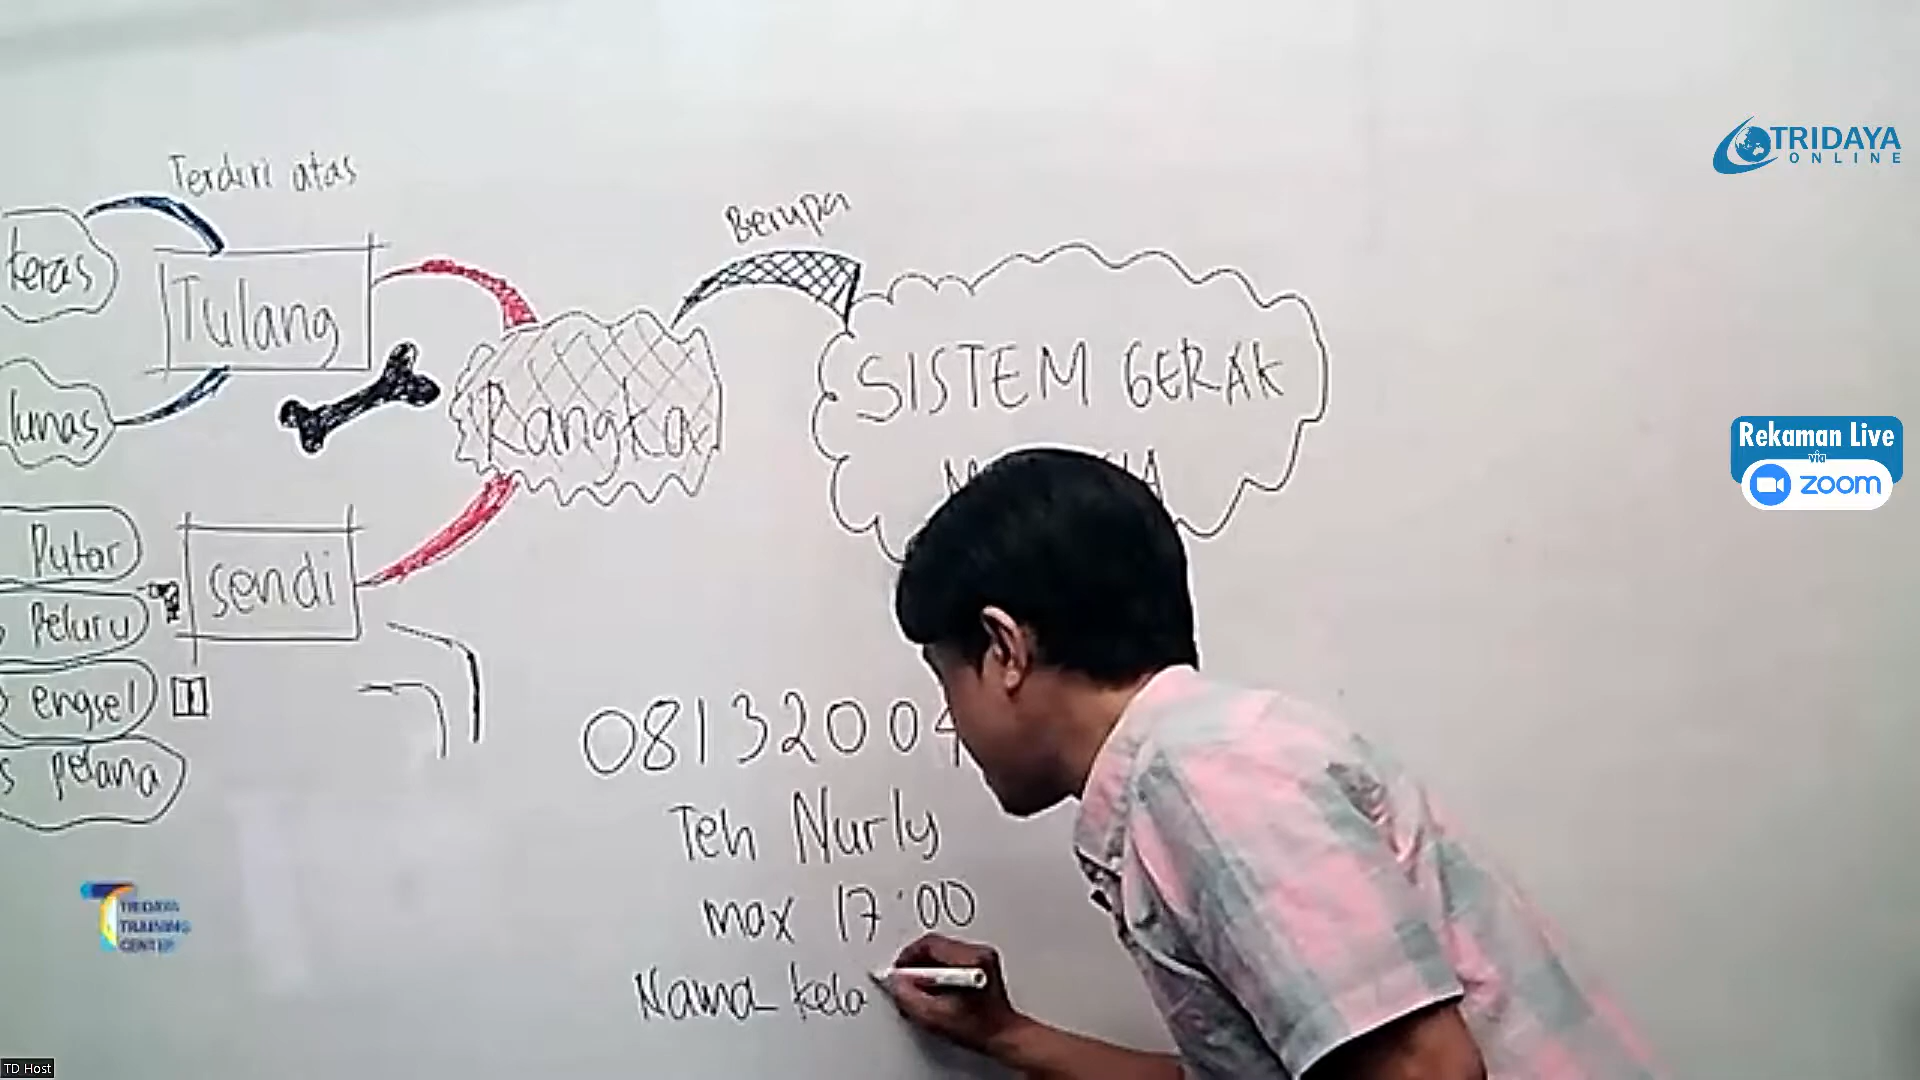 TRIDAYA
ONLINE
Rekaman Live
via
zoom
Terdiri atas
Berupa
keras
Tulang
lunas
Rangka
SISTEM GERAK
Putar
Peluru
sendi
engsel
s pelana
08132004
Teh Nurly
max 17:00
Nama kela
TRIDAYA
TRAINING
CENTER
TD Host